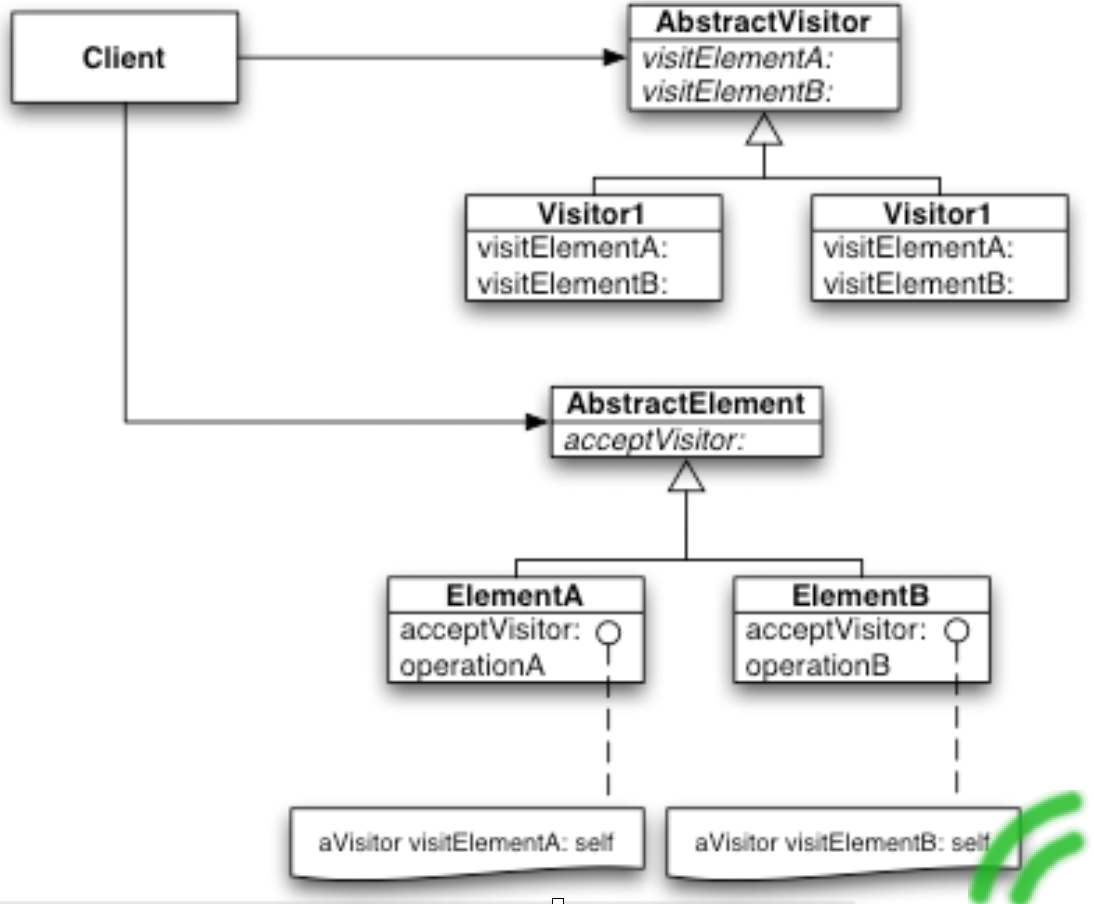 Client
AbstractVisitor
visitElementA:
visitElementB:
Visitor1
visitElementA:
visitElementB:
Visitor1
visitElementA:
visitElementB:
AbstractElement
acceptVisitor:
ElementA
acceptVisitor:
operationA
ElementB
acceptVisitor:
operationB
aVisitor visitElementA: self
aVisitor visitElementB: self